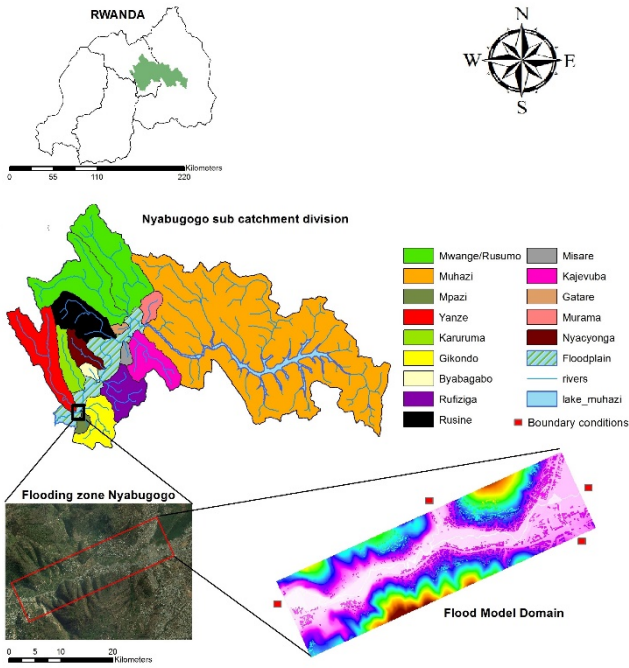 RWANDA
N
W E
S
Kilometers
0 55 110 220
Nyabugogo sub catchment division
Mwange/Rusumo
Muhazi
Mpazi
Yanze
Karuruma
Gikondo
Byabagabo
Rufiziga
Rusine
Misare
Kajevuba
Gatare
Murama
Nyacyonga
Floodplain
rivers
lake_muhazi
Boundary conditions
Flooding zone Nyabugogo
Flood Model Domain
0 5 10 20
Kilometers